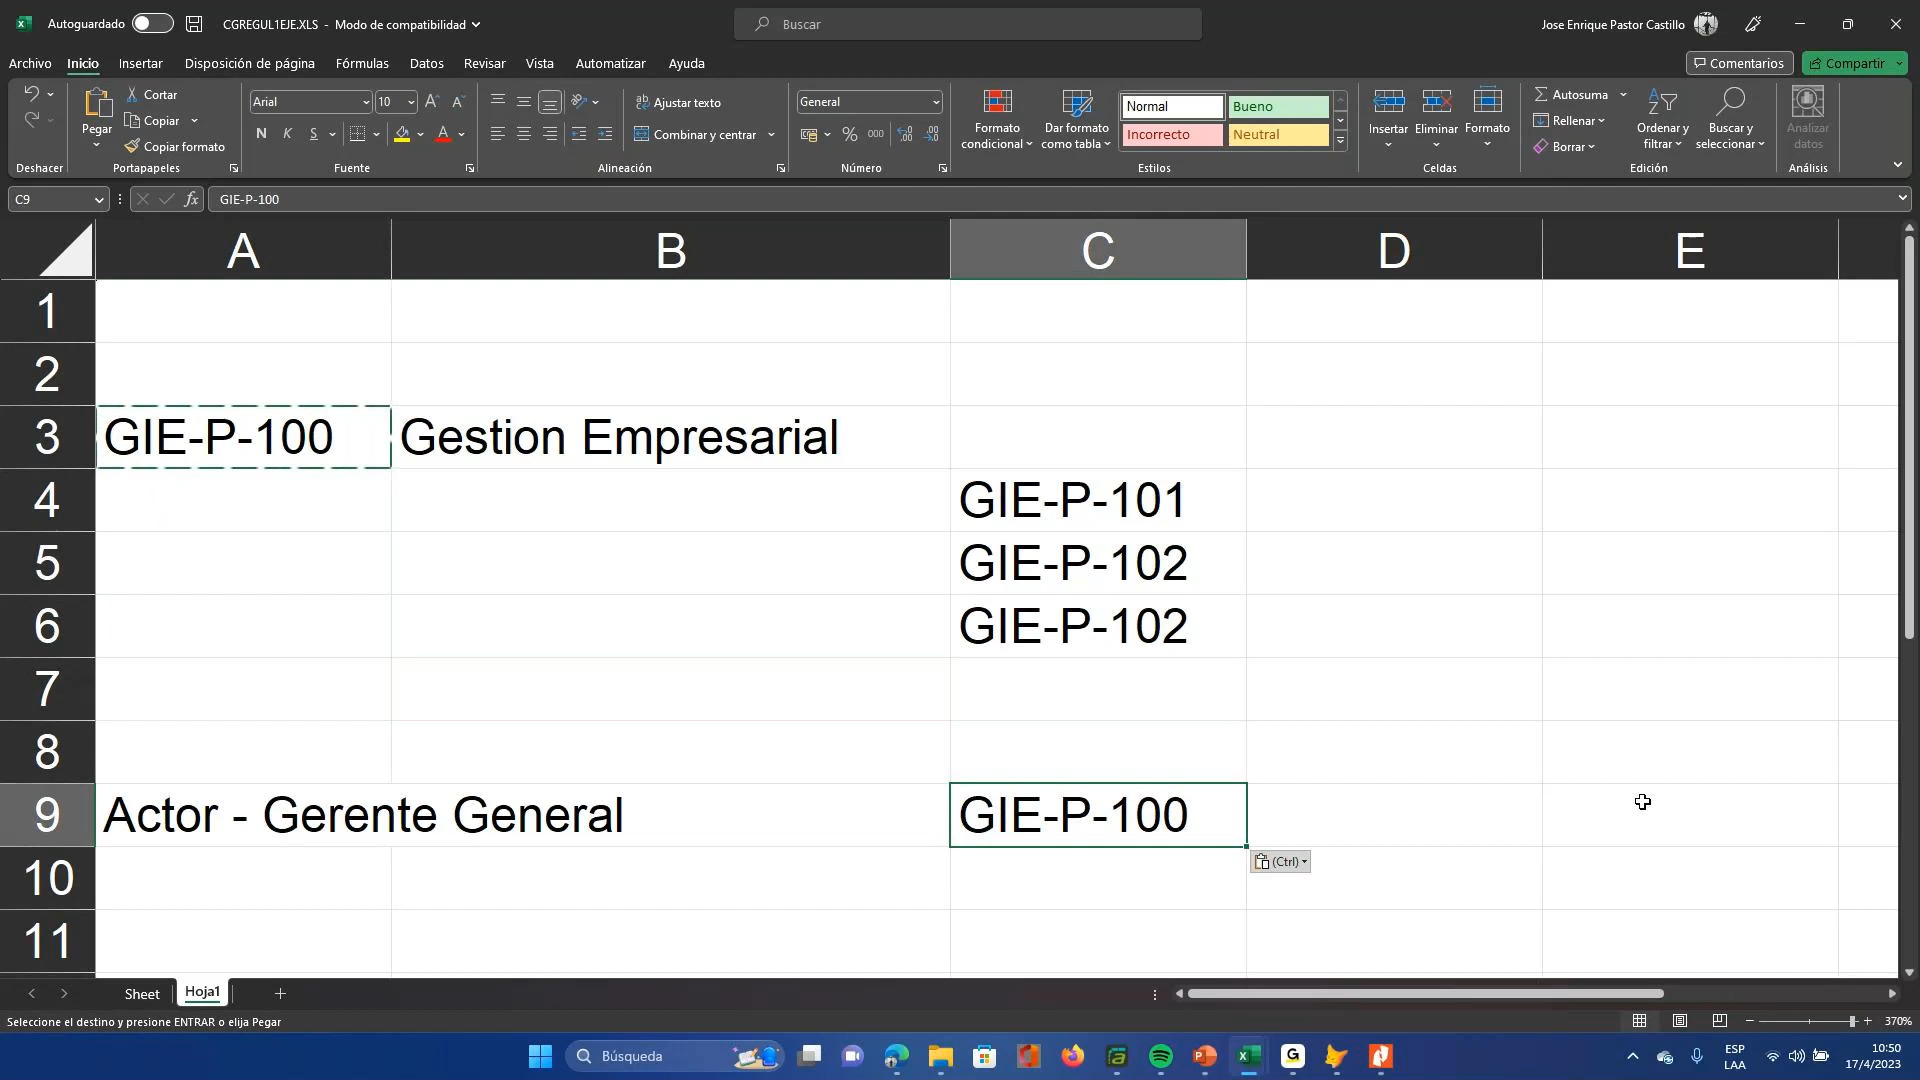 Autoguardado
CGREGUL1EJE.XLS - Modo de compatibilidad
Buscar
Jose Enrique Pastor Castillo
Archivo Inicio Insertar Disposición de página Fórmulas Datos Revisar Vista Automatizar Ayuda
Comentarios
Compartir
Deshacer
Pegar
Cortar
Copiar
Copiar formato
Portapapeles
Arial 10
N K S
Fuente
Ajustar texto
Combinar y centrar
Alineación
General
% 000
Número
Formato condicional
Dar formato como tabla
Normal Bueno
Incorrecto Neutral
Estilos
Insertar Eliminar Formato
Celdas
Autosuma
Rellenar
Borrar
Ordenar y filtrar
Buscar y seleccionar
Edición
Analizar datos
Análisis
C9 fx GIE-P-100
A B C D E
1
2
3 GIE-P-100 Gestion Empresarial
4 GIE-P-101
5 GIE-P-102
6 GIE-P-102
7
8
9 Actor - Gerente General GIE-P-100
(Ctrl)
10
11
Sheet Hoja1
Seleccione el destino y presione ENTRAR o elija Pegar
370%
Búsqueda
ESP
LAA
10:50
17/4/2023